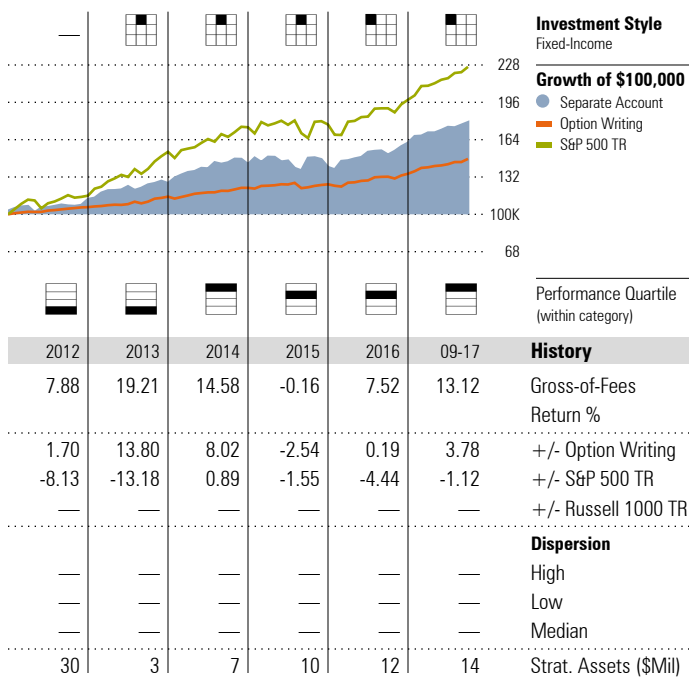 — Investment Style
Fixed-Income
228
Growth of $100,000
196
Separate Account
Option Writing
164
S&P 500 TR
132
100K
68
Performance Quartile
(within category)
2012 2013 2014 2015 2016 09-17 History
7.88 19.21 14.58 -0.16 7.52 13.12 Gross-of-Fees
Return %
1.70 13.80 8.02 -2.54 0.19 3.78 +/- Option Writing
-8.13 -13.18 0.89 -1.55 -4.44 -1.12 +/- S&P 500 TR
— — — — — — +/- Russell 1000 TR
Dispersion
— — — — — — High
— — — — — — Low
— — — — — — Median
30 3 7 10 12 14 Strat. Assets ($Mil)